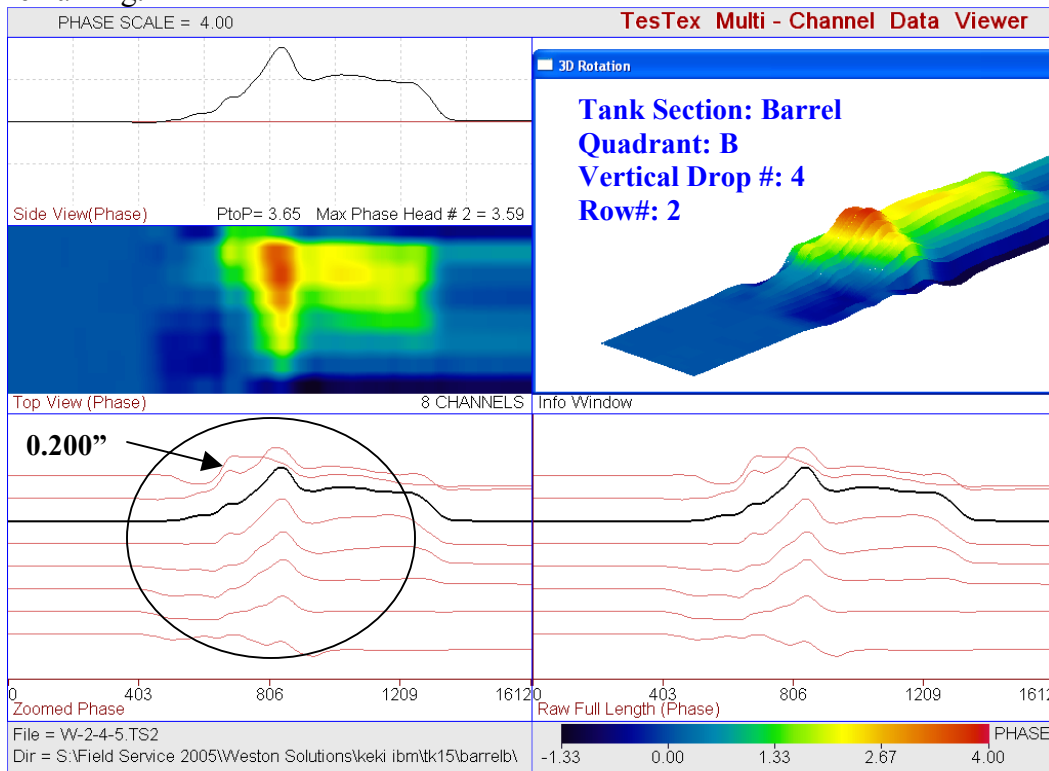 PHASE SCALE = 4.00
TesTex Multi - Channel Data Viewer
3D Rotation
Tank Section: Barrel
Quadrant: B
Vertical Drop #: 4
Row#: 2
Side View(Phase) PtoP= 3.65 Max Phase Head # 2 = 3.59
Top View (Phase) 8 CHANNELS
Info Window
0.200”
0 403 806 1209 1612
Zoomed Phase
0 403 806 1209 1612
Raw Full Length (Phase)
File = W-2-4-5.TS2
Dir = S:\Field Service 2005\Weston Solutions\keki ibm\tk15\barrelb\
PHASE
-1.33 0.00 1.33 2.67 4.00